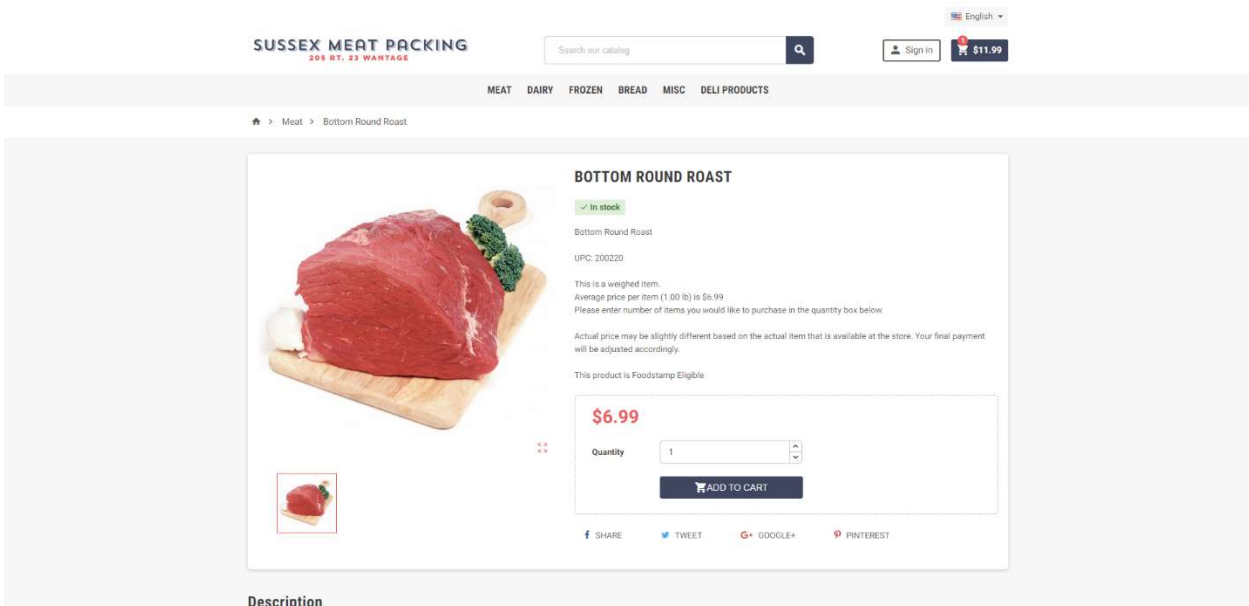 English
SUSSEX MEAT PACKING
205 RT. 23 WANTAGE
Search our catalog
Sign in
1
$11.99
MEAT DAIRY FROZEN BREAD MISC DELI PRODUCTS
Meat > Bottom Round Roast
BOTTOM ROUND ROAST
In stock
Bottom Round Roast
UPC: 200220
This is a weighed item.
Average price per item (1.00 lb) is $6.99
Please enter number of items you would like to purchase in the quantity box below.
Actual price may be slightly different based on the actual item that is available at the store. Your final payment
will be adjusted accordingly.
This product is Foodstamp Eligible
$6.99
Quantity 1
ADD TO CART
SHARE TWEET GOOGLE+ PINTEREST
Description